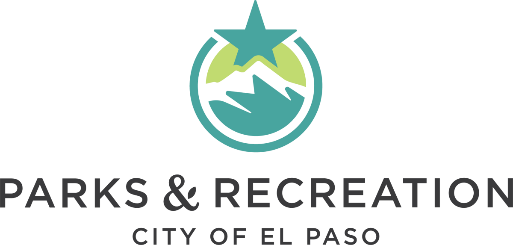 PARKS & RECREATION
CITY OF EL PASO